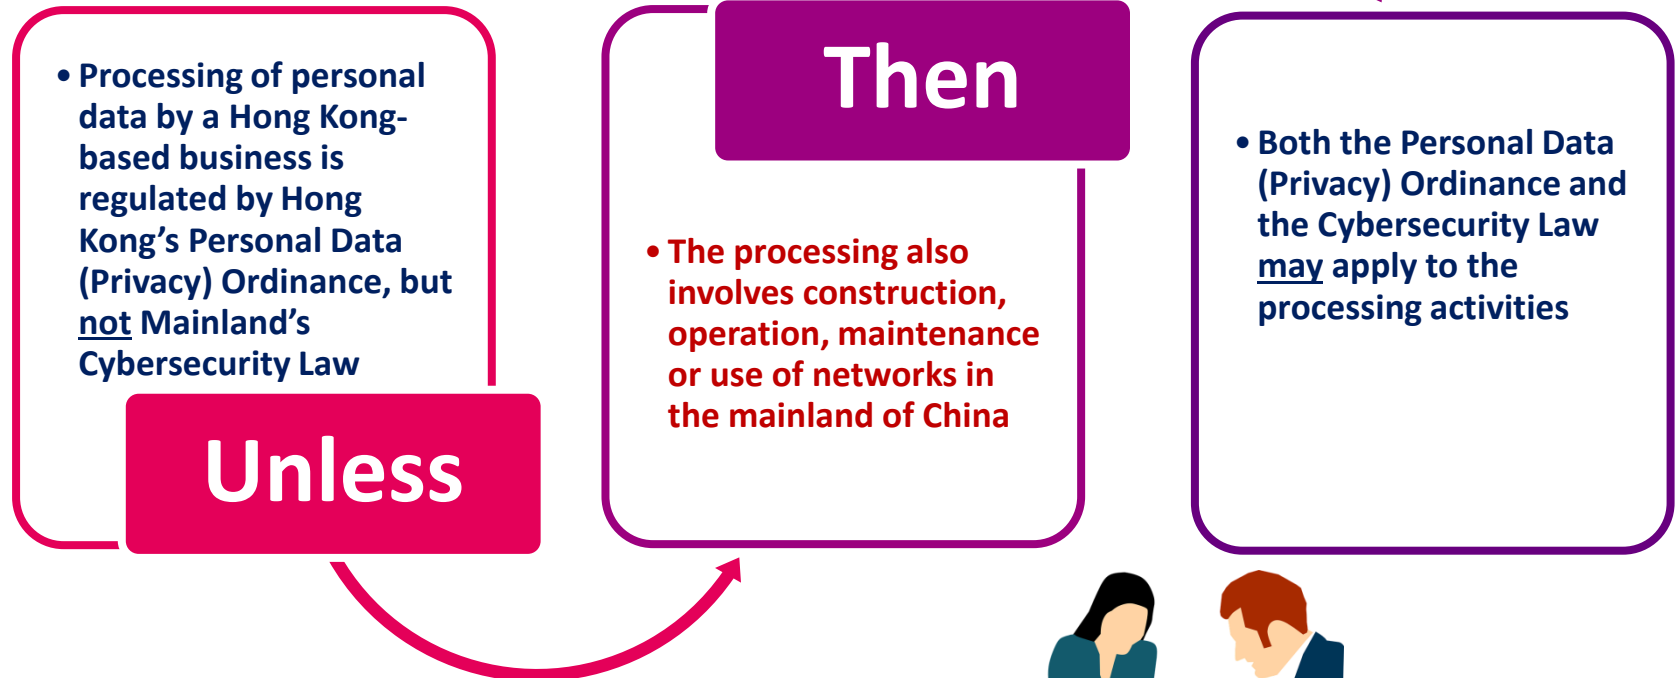 • Processing of personal
data by a Hong Kong-
based business is
regulated by Hong
Kong’s Personal Data
(Privacy) Ordinance, but
not Mainland’s
Cybersecurity Law
Unless
Then
• The processing also
involves construction,
operation, maintenance
or use of networks in
the mainland of China
• Both the Personal Data
(Privacy) Ordinance and
the Cybersecurity Law
may apply to the
processing activities